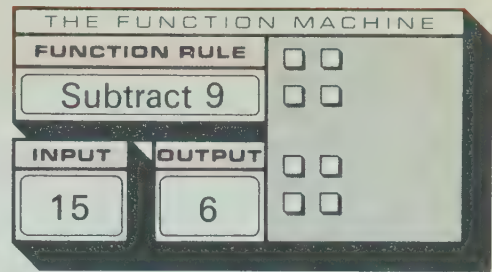 THE FUNCTION MACHINE
FUNCTION RULE
Subtract 9
INPUT OUTPUT
15 6